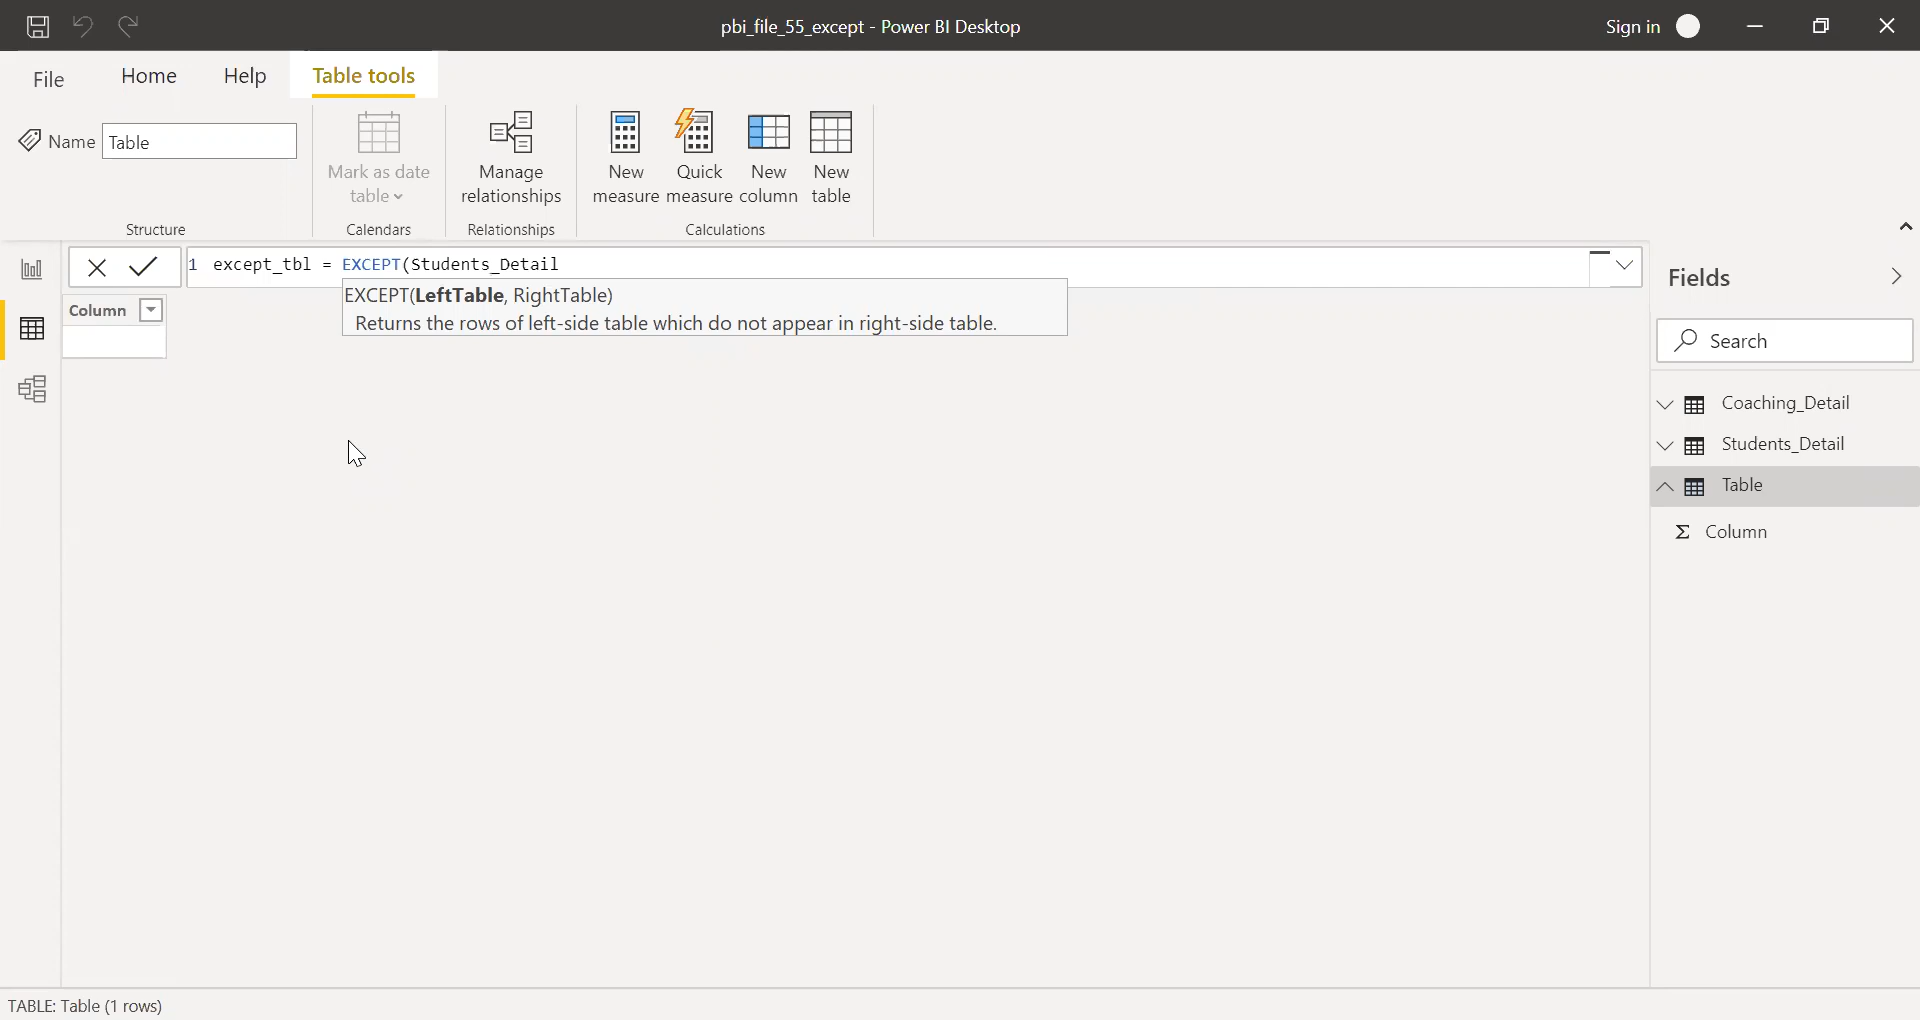 pbi_file_55_except - Power BI Desktop
Sign in
File
Home
Help
Table tools
Name
Table
Structure
Mark as date
table
Calendars
Manage
relationships
Relationships
New
measure
Quick
measure
New
column
New
table
Calculations
1 except_tbl = EXCEPT(Students_Detail
EXCEPT(LeftTable, RightTable)
Returns the rows of left-side table which do not appear in right-side table.
Column
Fields
Search
Coaching_Detail
Students_Detail
Table
Σ Column
TABLE: Table (1 rows)